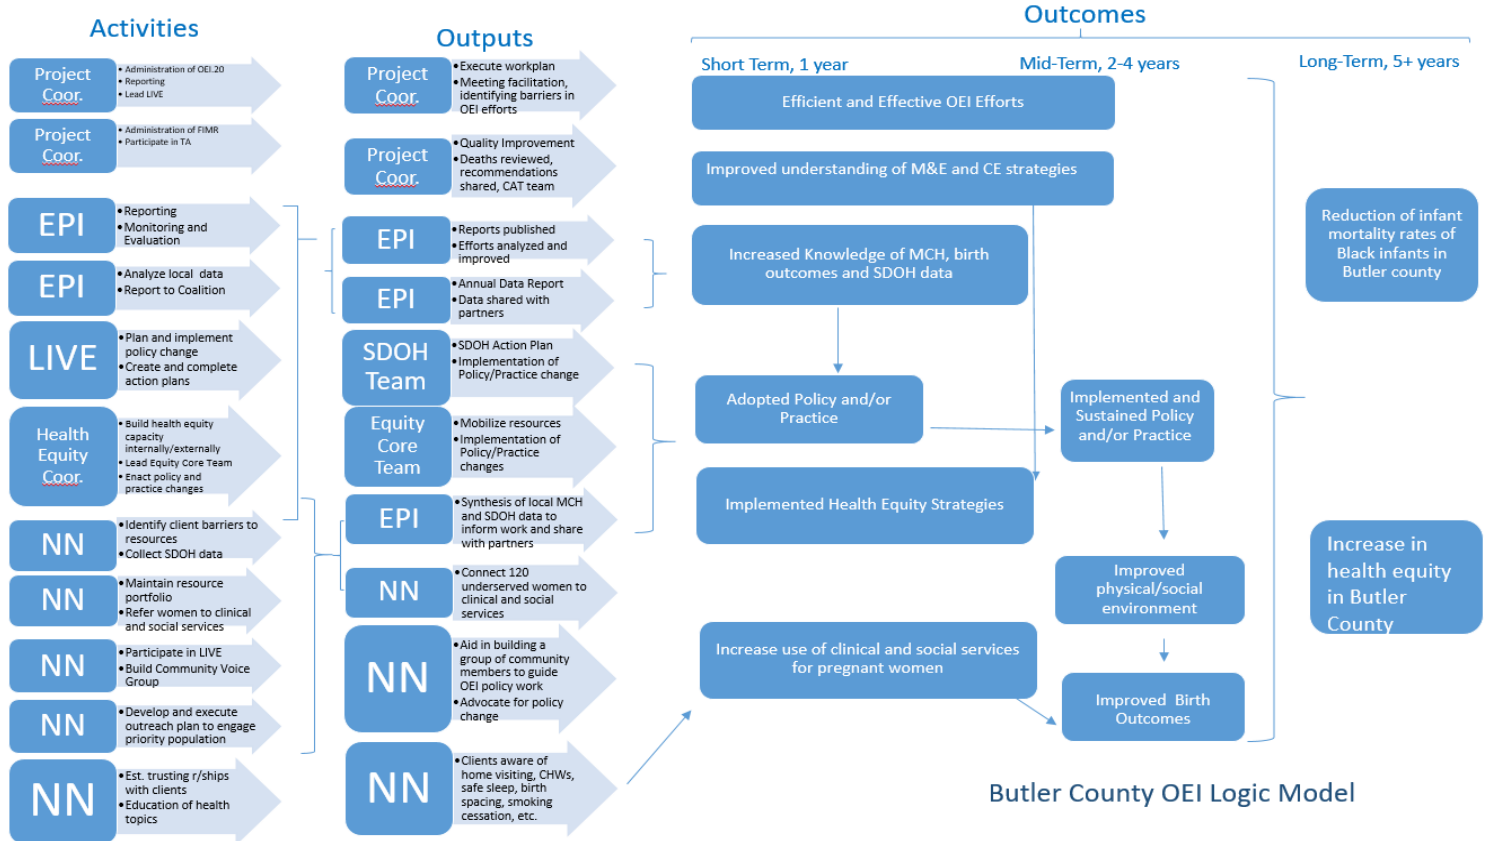 Activities
Project
Coor.
• Administration of OEI.20
• Reporting
• Lead LIVE
Project
Coor.
• Administration of FIMR
• Participate in TA
EPI
• Reporting
• Monitoring and
Evaluation
EPI
• Analyze local data
• Report to Coalition
LIVE
• Plan and implement
policy change
• Create and complete
action plans
Health
Equity
Coor.
• Build health equity
capacity
internally/externally
• Lead Equity Core Team
• Enact policy and
practice changes
NN
• Identify client barriers to
resources
• Collect SDOH data
NN
• Maintain resource
portfolio
• Refer women to clinical
and social services
NN
• Participate in LIVE
• Build Community Voice
Group
NN
• Develop and execute
outreach plan to engage
priority population
NN
• Est. trusting r/ships
with clients
• Education of health
topics
Outputs
Project
Coor.
• Execute workplan
• Meeting facilitation,
identifying barriers in
OEI efforts
Project
Coor.
• Quality Improvement
• Deaths reviewed,
recommendations
shared, CAT team
EPI
• Reports published
• Efforts analyzed and
improved
EPI
• Annual Data Report
• Data shared with
partners
SDOH
Team
• SDOH Action Plan
• Implementation of
Policy/Practice change
Equity
Core
Team
• Mobilize resources
• Implementation of
Policy/Practice
changes
EPI
• Synthesis of local MCH
and SDOH data to
inform work and share
with partners
NN
• Connect 120
underserved women to
clinical and social
services
NN
• Aid in building a
group of community
members to guide
OEI policy work
• Advocate for policy
change
NN
• Clients aware of
home visiting, CHWs,
safe sleep, birth
spacing, smoking
cessation, etc.
Outcomes
Short Term, 1 year
Mid-Term, 2-4 years
Long-Term, 5+ years
Efficient and Effective OEI Efforts
Improved understanding of M&E and CE strategies
Increased Knowledge of MCH, birth
outcomes and SDOH data
Adopted Policy and/or
Practice
Implemented Health Equity Strategies
Increase use of clinical and social services
for pregnant women
Implemented and
Sustained Policy
and/or Practice
Improved
physical/social
environment
Improved Birth
Outcomes
Reduction of infant
mortality rates of
Black infants in
Butler county
Increase in
health equity
in Butler
County
Butler County OEI Logic Model